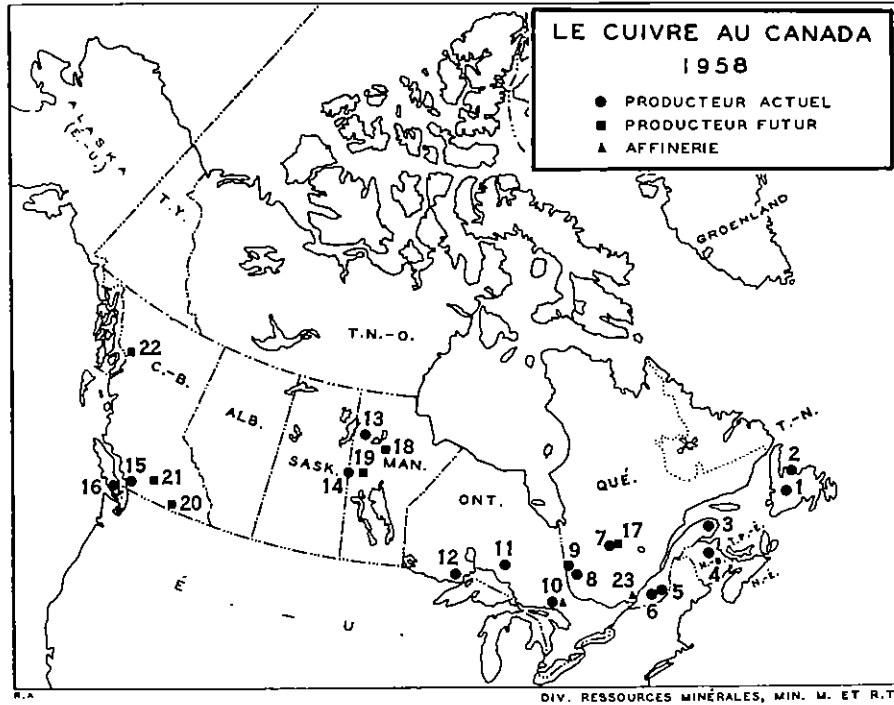 LE CUIVRE AU CANADA
1958
● PRODUCTEUR ACTUEL
■ PRODUCTEUR FUTUR
▲ AFFINERIE
ALASKA
(É.-U.)
T.Y.
GROENLAND
T.N.-O.
22
C.-B.
ALB.
13
18
SASK.
19
MAN.
14
15
21
16
20
ONT.
QUÉ.
T.-N.
2
1
3
7
17
Î.P.-É.
N.-B.
4
N.-É.
12
11
9
8
10
23
5
6
É.-U.
R.A
DIV. RESSOURCES MINÉRALES, MIN. M. ET R.T